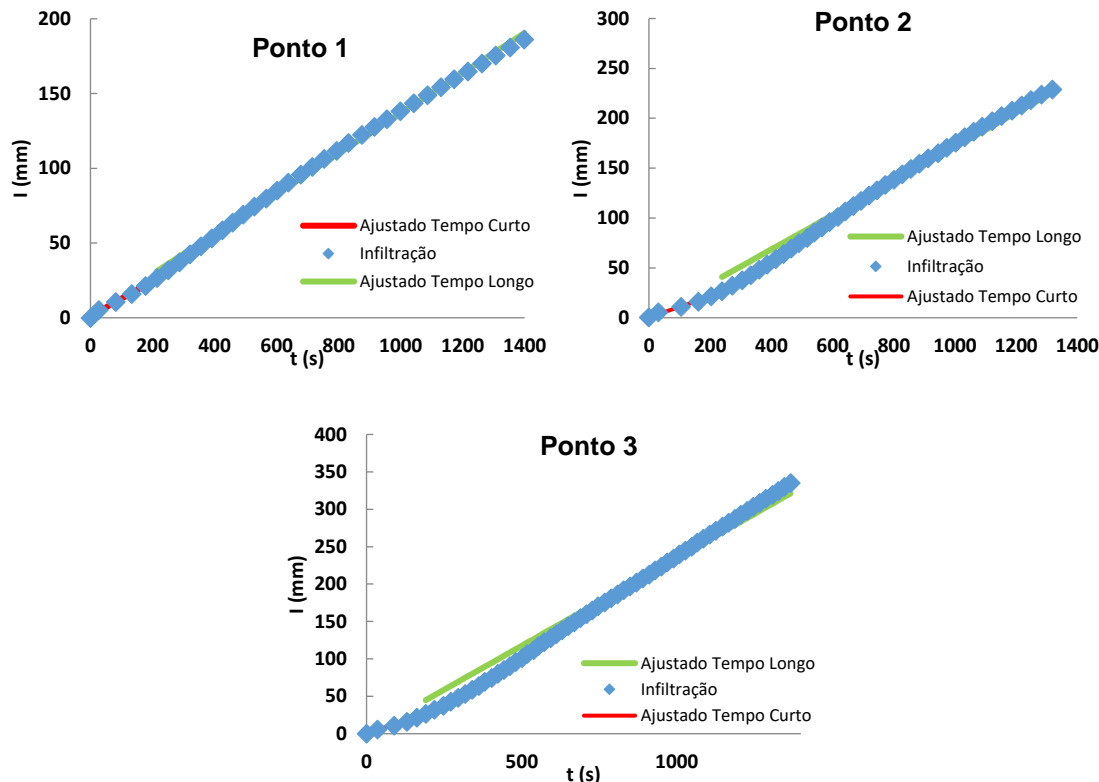 Ponto 1
I (mm)
200
150
100
50
0
Ajustado Tempo Curto
Infiltração
Ajustado Tempo Longo
0 200 400 600 800 1000 1200 1400
t (s)
Ponto 2
I (mm)
300
250
200
150
100
50
0
Ajustado Tempo Longo
Infiltração
Ajustado Tempo Curto
0 200 400 600 800 1000 1200 1400
t (s)
Ponto 3
I (mm)
400
350
300
250
200
150
100
50
0
Ajustado Tempo Longo
Infiltração
Ajustado Tempo Curto
500 1000
t (s)